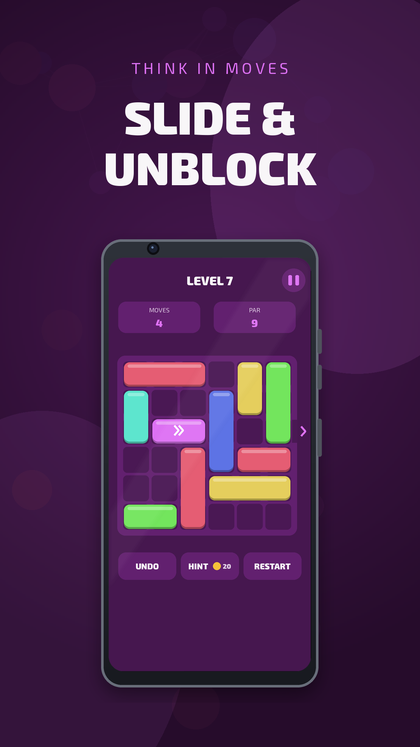 THINK IN MOVES
SLIDE &
UNBLOCK
LEVEL 7
MOVES
4
PAR
9
UNDO
HINT 20
RESTART